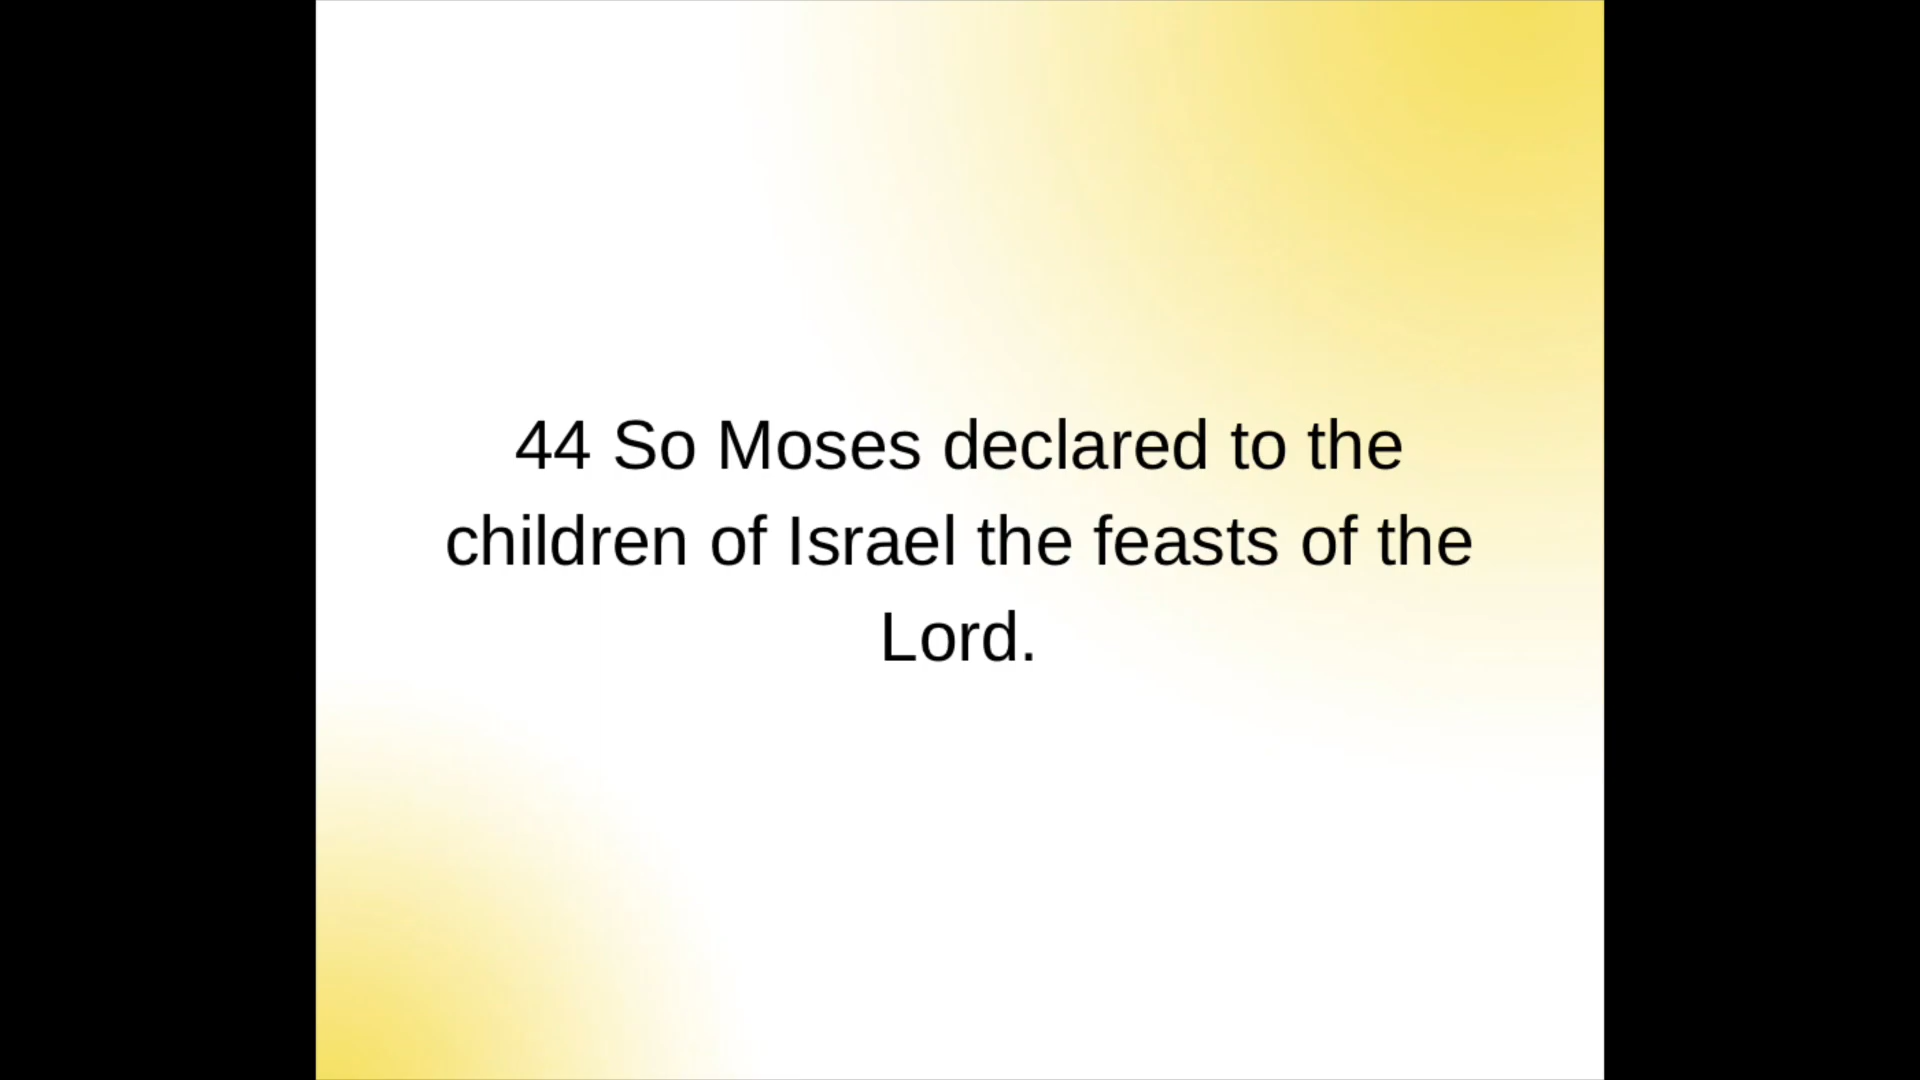 44 So Moses declared to the
children of Israel the feasts of the
Lord.